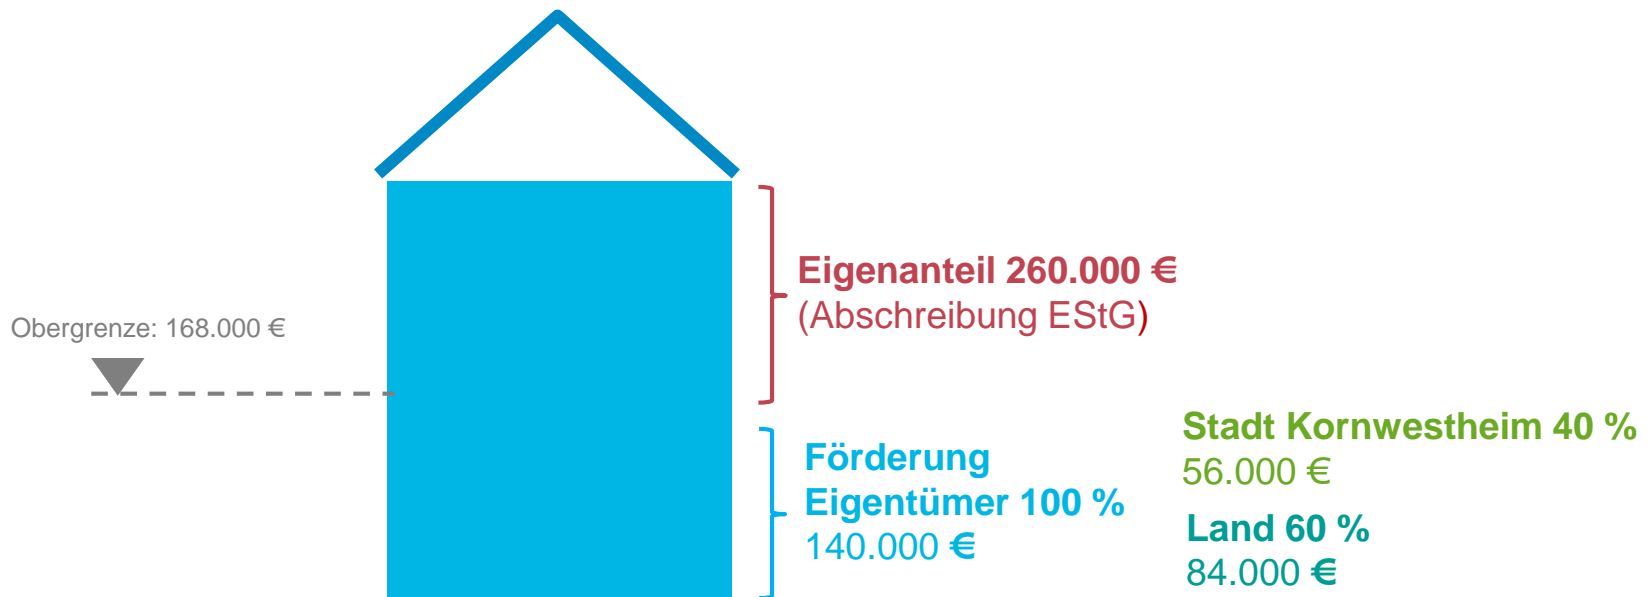 Obergrenze: 168.000 €
Eigenanteil 260.000 €
(Abschreibung EStG)
Förderung
Eigentümer 100 %
140.000 €
Stadt Kornwestheim 40 %
56.000 €
Land 60 %
84.000 €